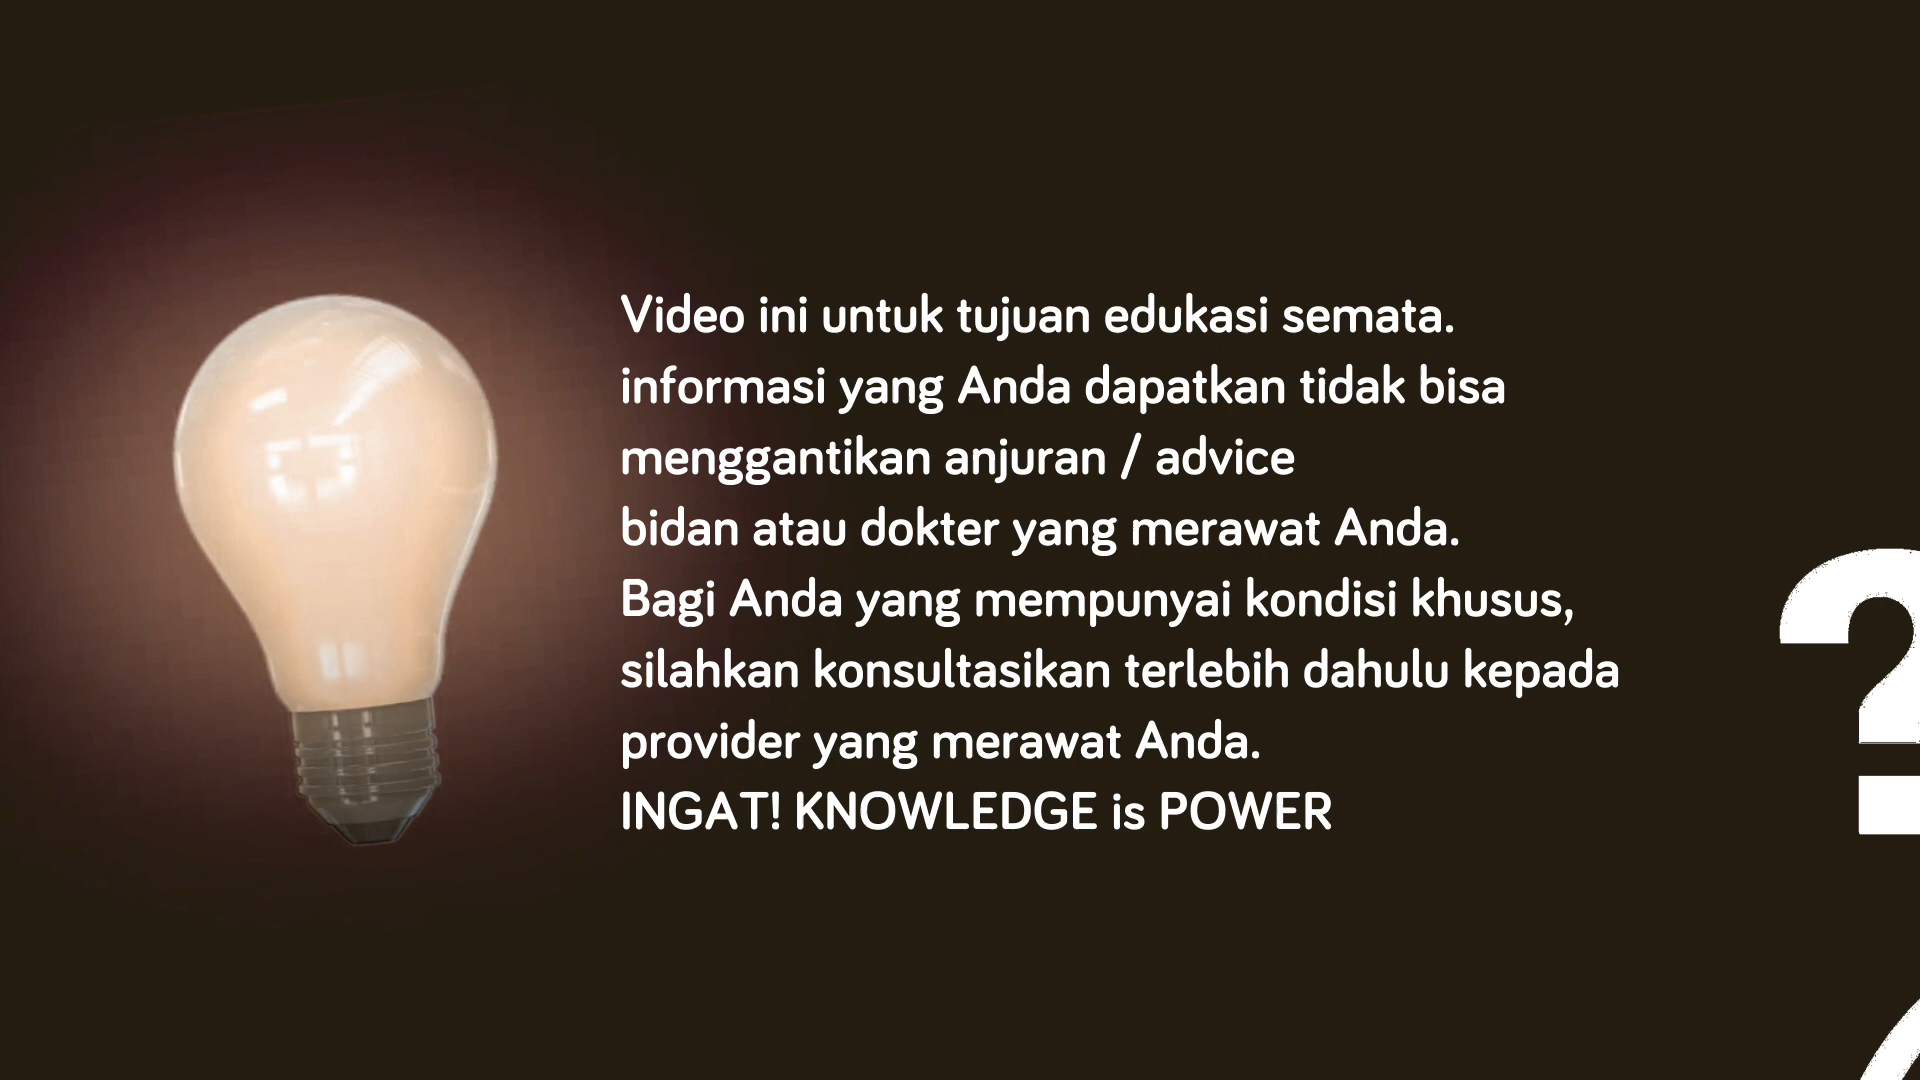 Video ini untuk tujuan edukasi semata.
informasi yang Anda dapatkan tidak bisa
menggantikan anjuran / advice
bidan atau dokter yang merawat Anda.
Bagi Anda yang mempunyai kondisi khusus,
silahkan konsultasikan terlebih dahulu kepada
provider yang merawat Anda.
INGAT! KNOWLEDGE is POWER
?